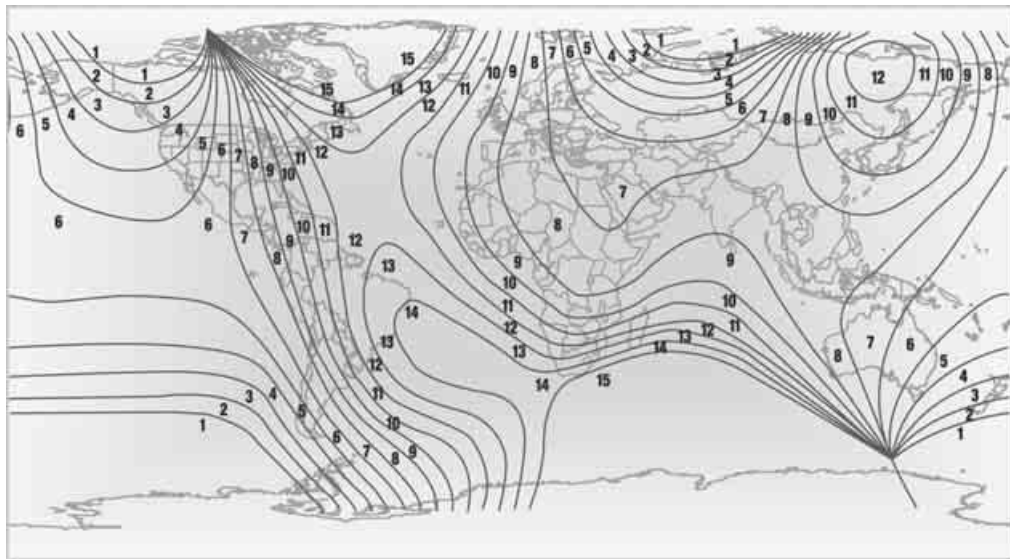 1 15 1 1
2 1 15 13 11 10 9 8 7 6 5 4 3 2 2 12 11 10 9 8
3 2 14 14 12 3 4 11
6 5 4 3 13 5 6 10
4 5 6 7 8 9 10 11 12 7 8 9
6 6 7 8 9 10 11 12 8 7
13 9 9
14 10 10
11 12 11
13 12 13 12 8 7 6
12 13 14 5
3 4 11 14 15 4
2 5 10 3
1 6 9 2
7 8 1